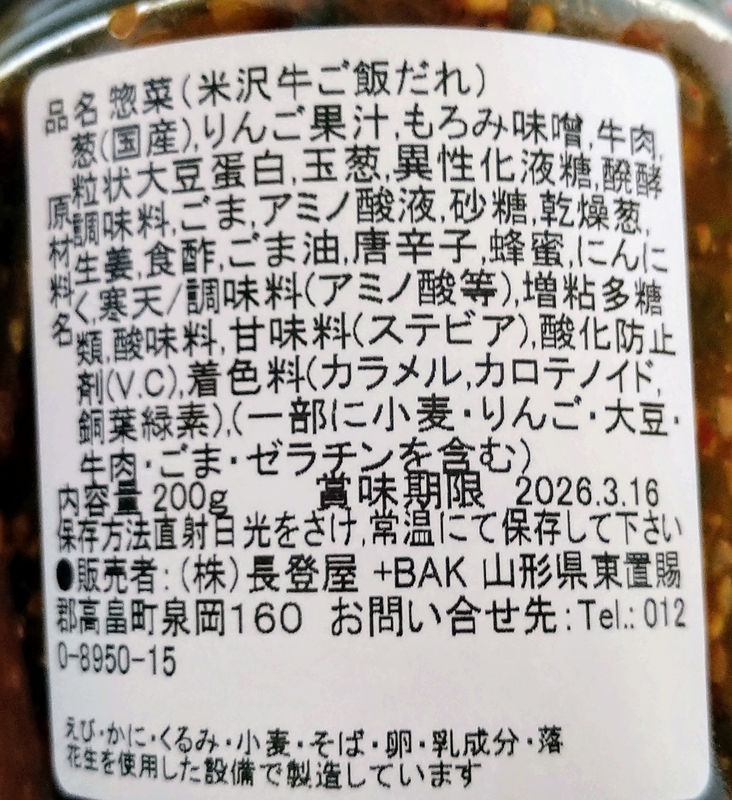 品名 惣菜(米沢牛ご飯だれ)
葱(国産),りんご果汁,もろみ味噌,牛肉,
粒状大豆蛋白,玉葱,異性化液糖,醗酵
調味料,ごま,アミノ酸液,砂糖,乾燥葱,
生姜,食酢,ごま油,唐辛子,蜂蜜,にんに
く,寒天/調味料(アミノ酸等),増粘多糖
類,酸味料,甘味料(ステビア),酸化防止
剤(V.C),着色料(カラメル,カロテノイド,
銅葉緑素),(一部に小麦・りんご・大豆・
牛肉・ごま・ゼラチンを含む)
原材料名
内容量 200g 賞味期限 2026.3.16
保存方法直射日光をさけ,常温にて保存して下さい
●販売者:(株)長登屋 +BAK 山形県東置賜
郡高畠町泉岡160 お問い合せ先:Tel.:012
0-8950-15
えび・かに・くるみ・小麦・そば・卵・乳成分・落
花生を使用した設備で製造しています